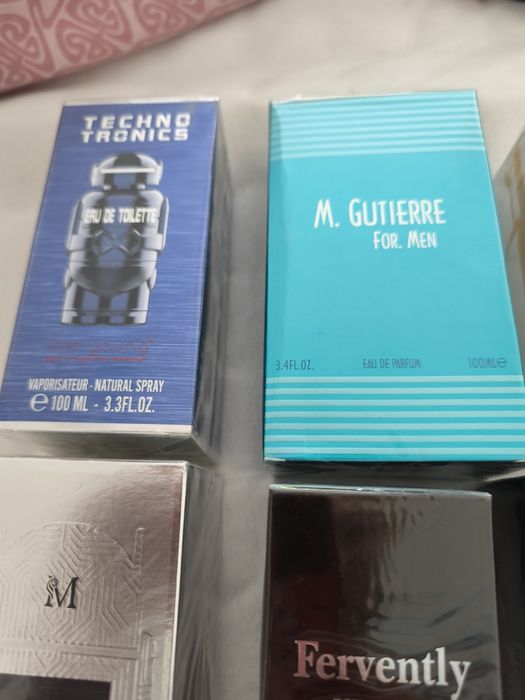 TECHNO
TRONICS
EAU DE TOILETTE
VAPORISATEUR - NATURAL SPRAY
e 100 ML - 3.3FL.OZ.
M. GUTIERRE
FOR. MEN
3.4FL.OZ. EAU DE PARFUM 100ML e
M
Fervently